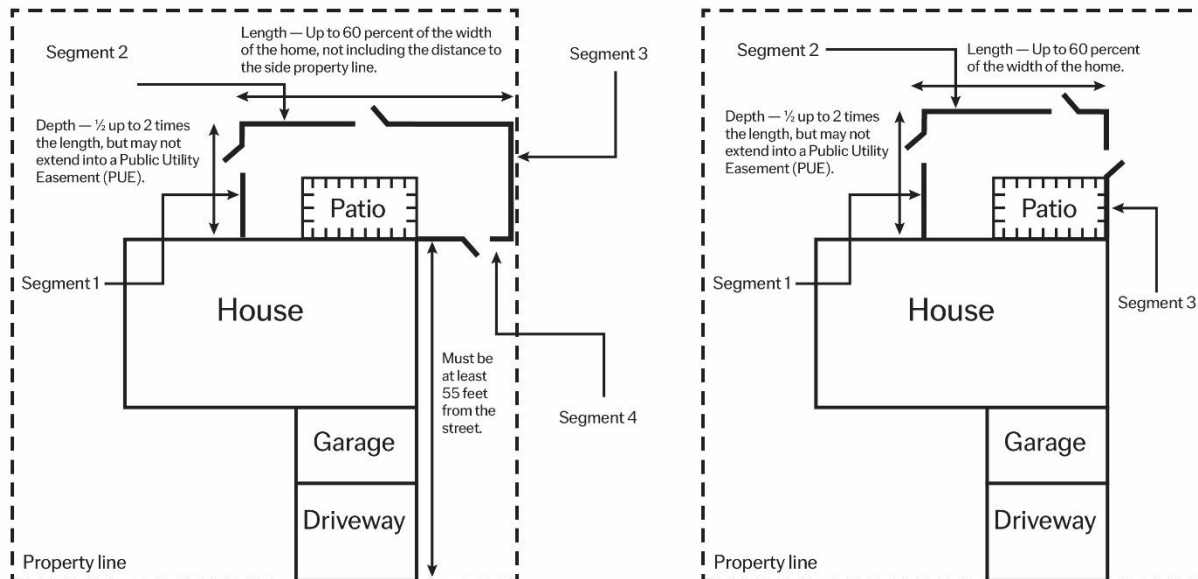 Segment 2
Length — Up to 60 percent of the width
of the home, not including the distance to
the side property line.
Segment 3
Depth — ½ up to 2 times
the length, but may not
extend into a Public Utility
Easement (PUE).
Patio
Segment 1
House
Must be
at least
55 feet
from the
street.
Segment 4
Garage
Driveway
Property line
Segment 2
Length — Up to 60 percent
of the width of the home.
Depth — ½ up to 2 times
the length, but may not
extend into a Public Utility
Easement (PUE).
Patio
Segment 1
House
Segment 3
Garage
Driveway
Property line